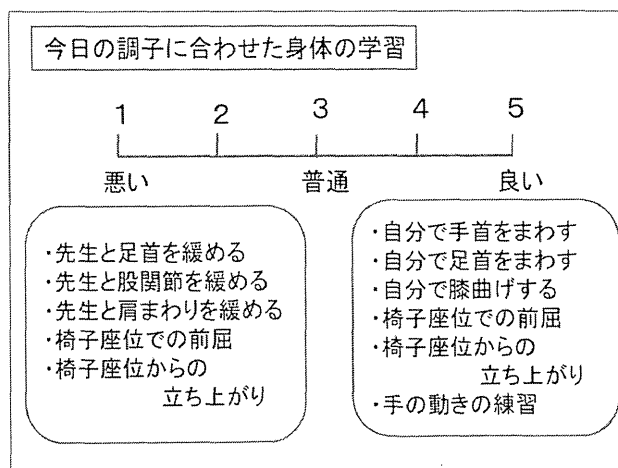 今日の調子に合わせた身体の学習
1 2 3 4 5
悪い 普通 良い
・先生と足首を緩める
・先生と股関節を緩める
・先生と肩まわりを緩める
・椅子座位での前屈
・椅子座位からの
立ち上がり
・自分で手首をまわす
・自分で足首をまわす
・自分で膝曲げする
・椅子座位での前屈
・椅子座位からの
立ち上がり
・手の動きの練習